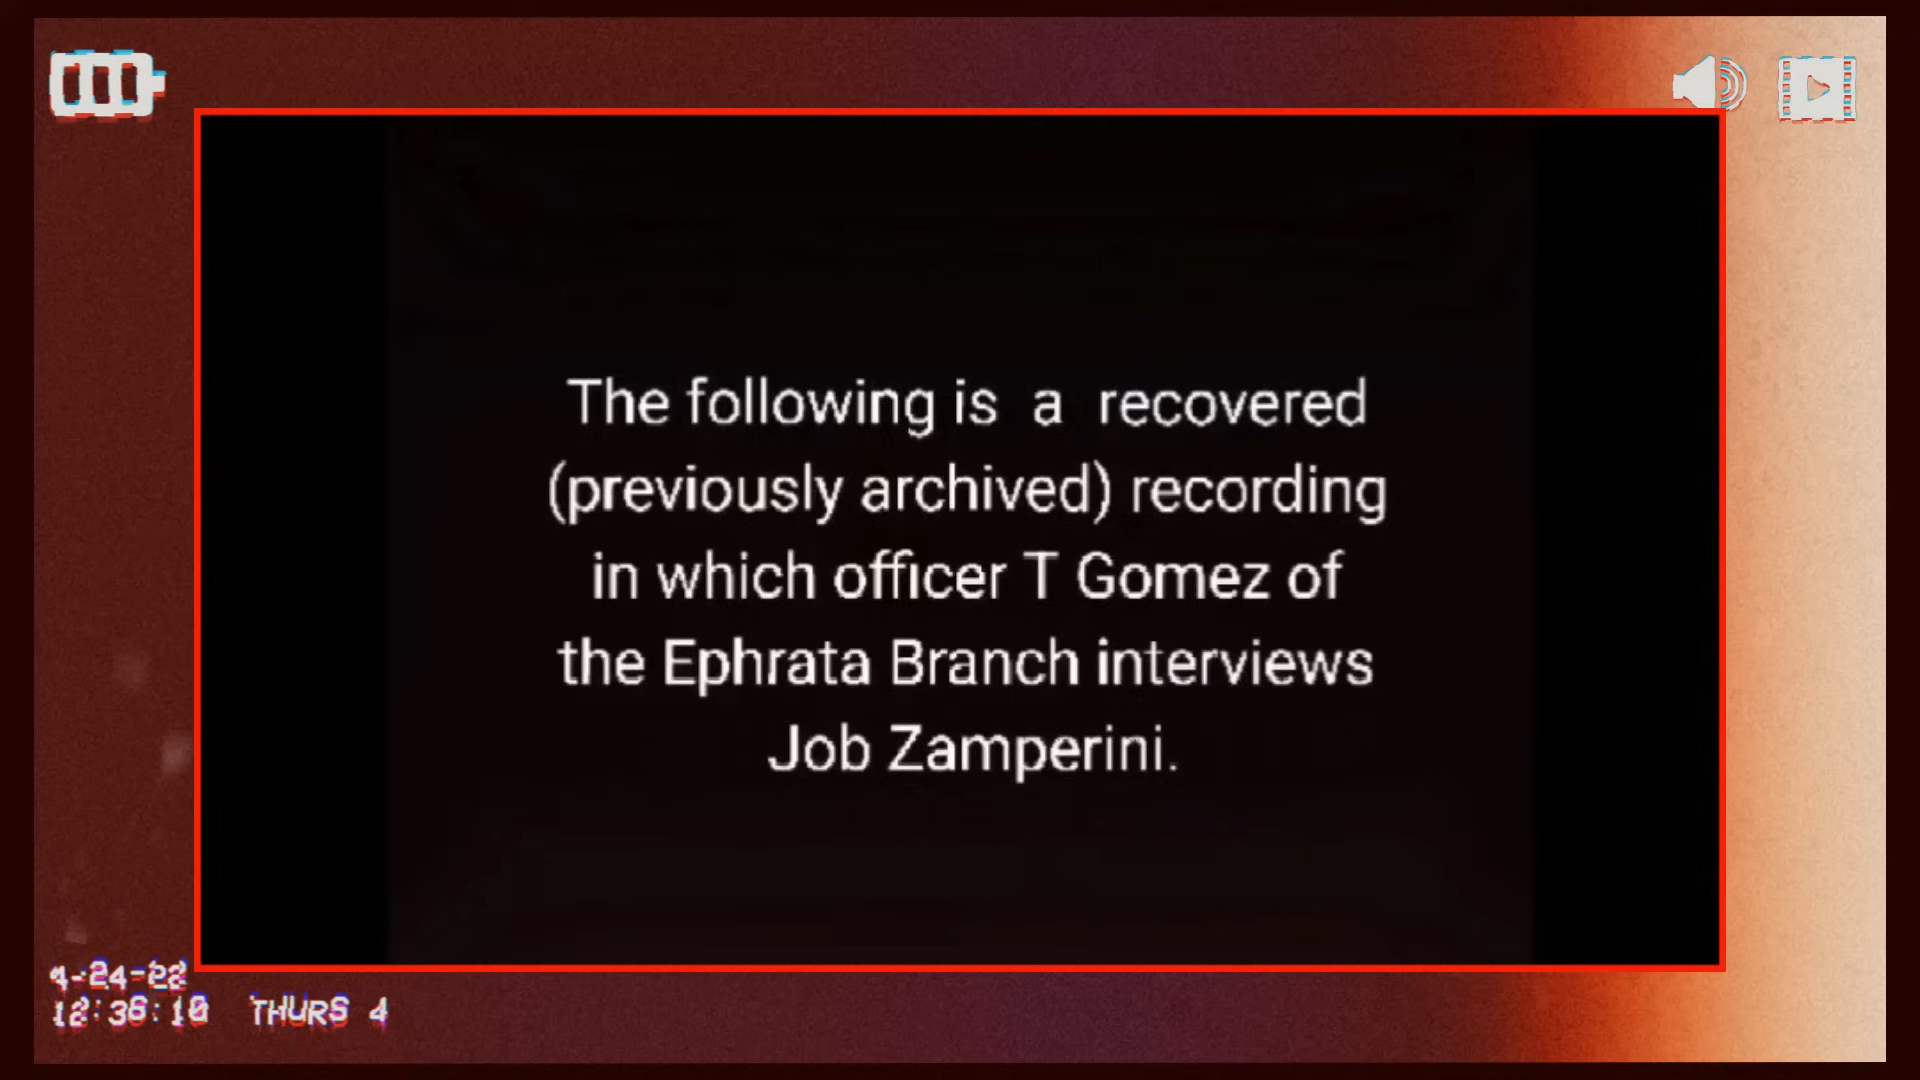 The following is a recovered
(previously archived) recording
in which officer T Gomez of
the Ephrata Branch interviews
Job Zamperini.
4-24-22
12:36:10 THURS 4